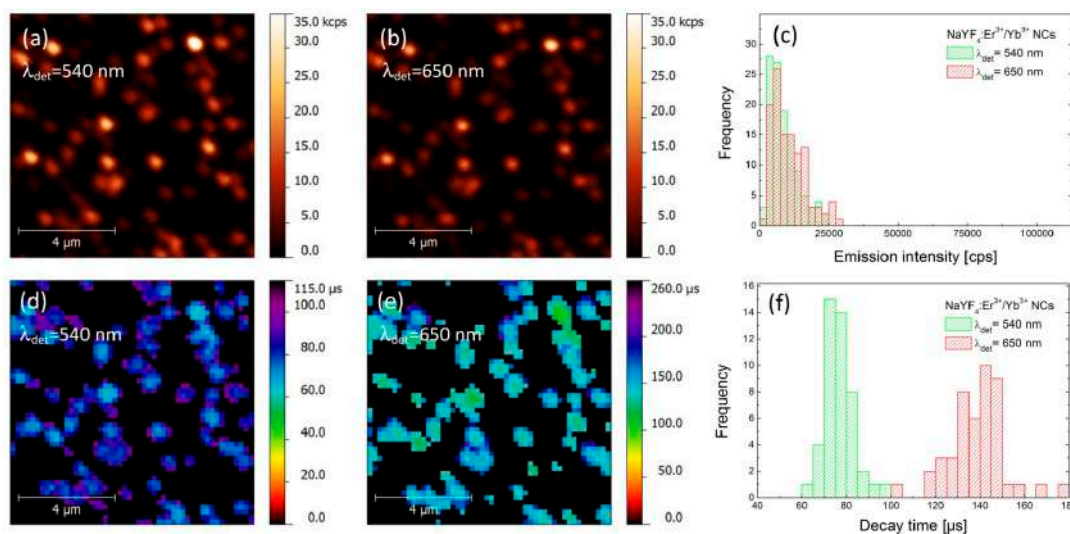 (a)
λdet=540 nm
4 µm
35.0 kcps
30.0
25.0
20.0
15.0
10.0
5.0
0.0
(b)
λdet=650 nm
4 µm
35.0 kcps
30.0
25.0
20.0
15.0
10.0
5.0
0.0
(c)
NaYF₄:Er³⁺/Yb³⁺ NCs
λdet = 540 nm
λdet = 650 nm
Frequency
30
25
20
15
10
5
0
0 25000 50000 75000 100000
Emission intensity [cps]
(d)
λdet=540 nm
4 µm
115.0 µs
100.0
80.0
60.0
40.0
20.0
0.0
(e)
λdet=650 nm
4 µm
260.0 µs
200.0
150.0
100.0
50.0
0.0
(f)
NaYF₄:Er³⁺/Yb³⁺ NCs
λdet= 540 nm
λdet= 650 nm
Frequency
16
14
12
10
8
6
4
2
0
40 60 80 100 120 140 160 180
Decay time [µs]